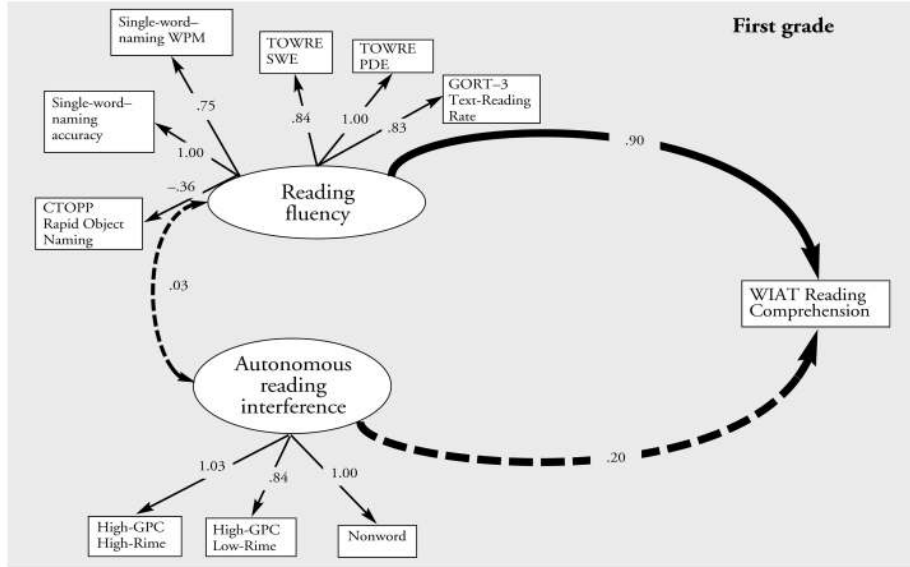 First grade
Single-word–
naming WPM
TOWRE
SWE
TOWRE
PDE
GORT–3
Text-Reading
Rate
Single-word–
naming
accuracy
.75
.84
1.00
.83
1.00
–.36
.90
CTOPP
Rapid Object
Naming
Reading
fluency
.03
WIAT Reading
Comprehension
Autonomous
reading
interference
.20
1.03
.84
1.00
High-GPC
High-Rime
High-GPC
Low-Rime
Nonword